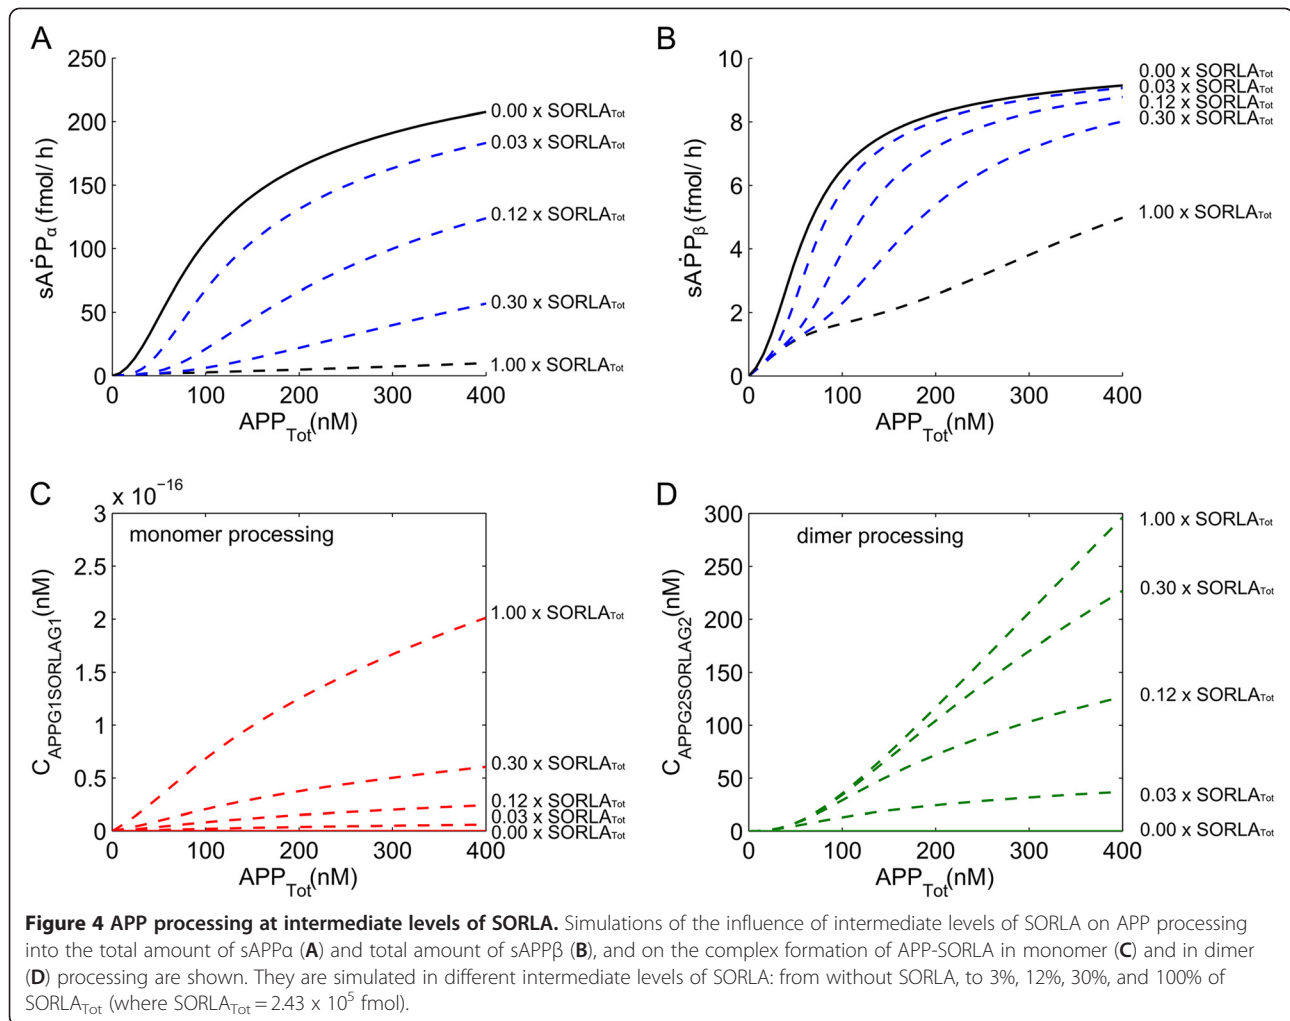 A
250
200
150
100
50
0
sȦPPα (fmol/ h)
0 100 200 300 400
APPTot(nM)
0.00 x SORLATot
0.03 x SORLATot
0.12 x SORLATot
0.30 x SORLATot
1.00 x SORLATot
B
10
8
6
4
2
0
sȦPPβ (fmol/ h)
0 100 200 300 400
APPTot(nM)
0.00 x SORLATot
0.03 x SORLATot
0.12 x SORLATot
0.30 x SORLATot
1.00 x SORLATot
C
x 10−16
3
2.5
2
1.5
1
0.5
0
monomer processing
CAPPG1SORLAG1(nM)
0 100 200 300 400
APPTot(nM)
1.00 x SORLATot
0.30 x SORLATot
0.12 x SORLATot
0.03 x SORLATot
0.00 x SORLATot
D
300
250
200
150
100
50
0
dimer processing
CAPPG2SORLAG2(nM)
0 100 200 300 400
APPTot(nM)
1.00 x SORLATot
0.30 x SORLATot
0.12 x SORLATot
0.03 x SORLATot
0.00 x SORLATot
Figure 4 APP processing at intermediate levels of SORLA. Simulations of the influence of intermediate levels of SORLA on APP processing
into the total amount of sAPPα (A) and total amount of sAPPβ (B), and on the complex formation of APP-SORLA in monomer (C) and in dimer
(D) processing are shown. They are simulated in different intermediate levels of SORLA: from without SORLA, to 3%, 12%, 30%, and 100% of
SORLATot (where SORLATot = 2.43 x 10⁵ fmol).